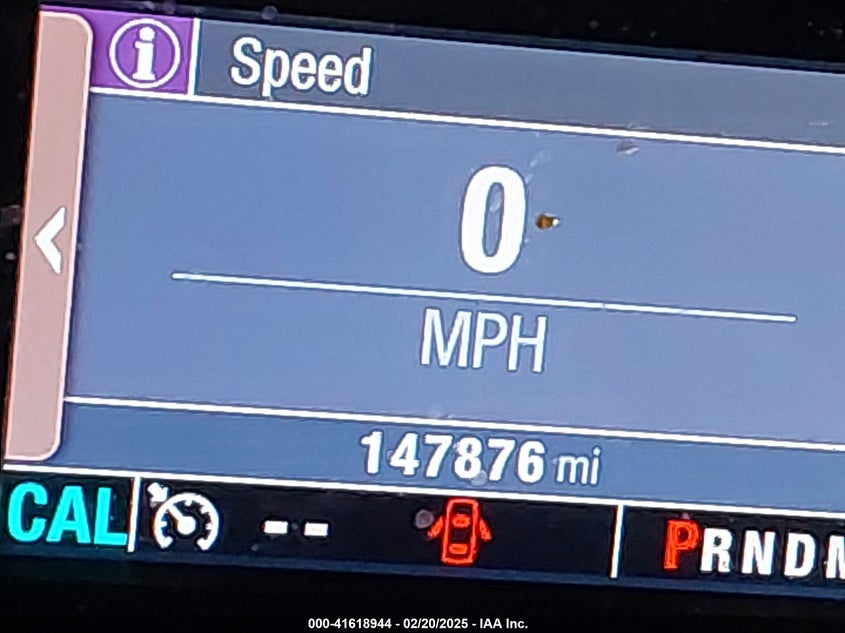 i Speed
0
MPH
147876 mi
CAL -- PRNDM
000-41618944 - 02/20/2025 - IAA Inc.